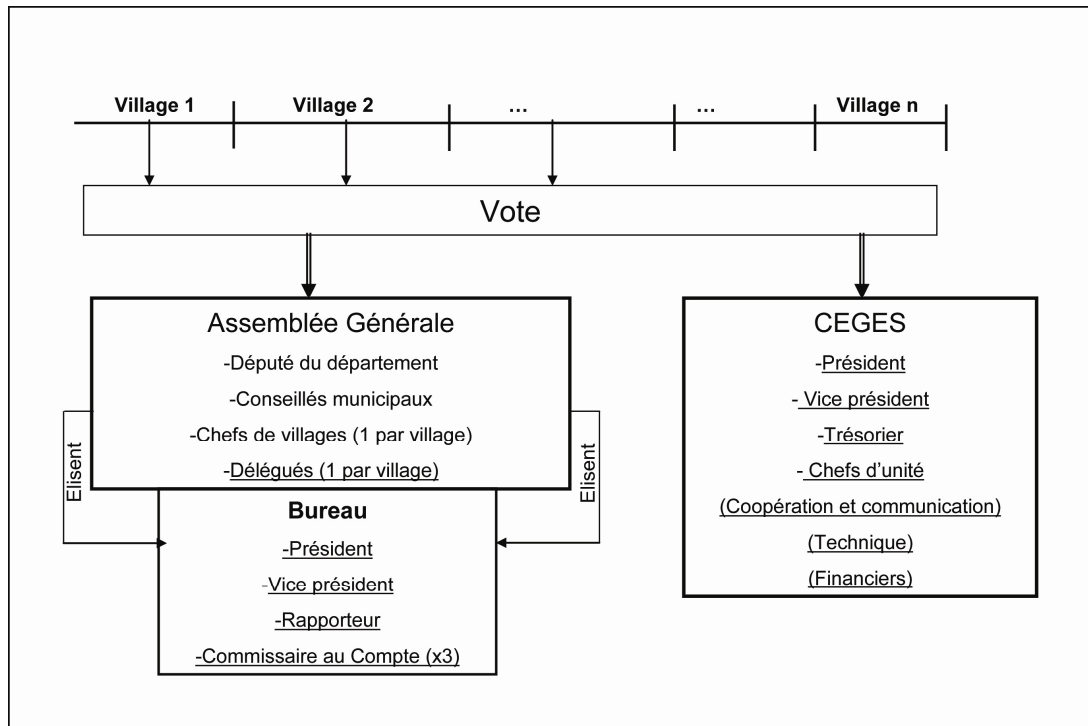 Village 1 Village 2 … … Village n
Vote
Assemblée Générale
-Député du département
-Conseillés municipaux
-Chefs de villages (1 par village)
-Délégués (1 par village)
Elisent
Elisent
Bureau
-Président
-Vice président
-Rapporteur
-Commissaire au Compte (x3)
CEGES
-Président
- Vice président
-Trésorier
- Chefs d'unité
(Coopération et communication)
(Technique)
(Financiers)